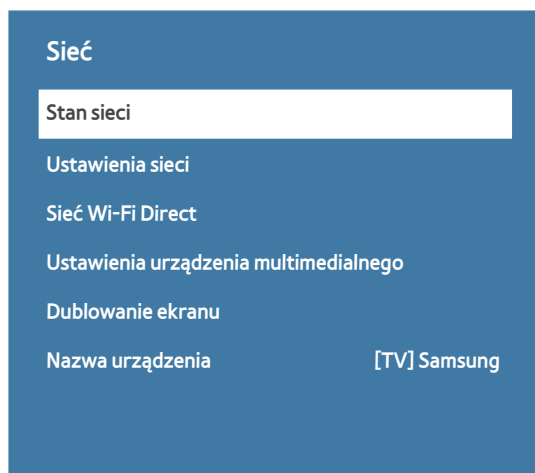 Sieć
Stan sieci
Ustawienia sieci
Sieć Wi-Fi Direct
Ustawienia urządzenia multimedialnego
Dublowanie ekranu
Nazwa urządzenia [TV] Samsung